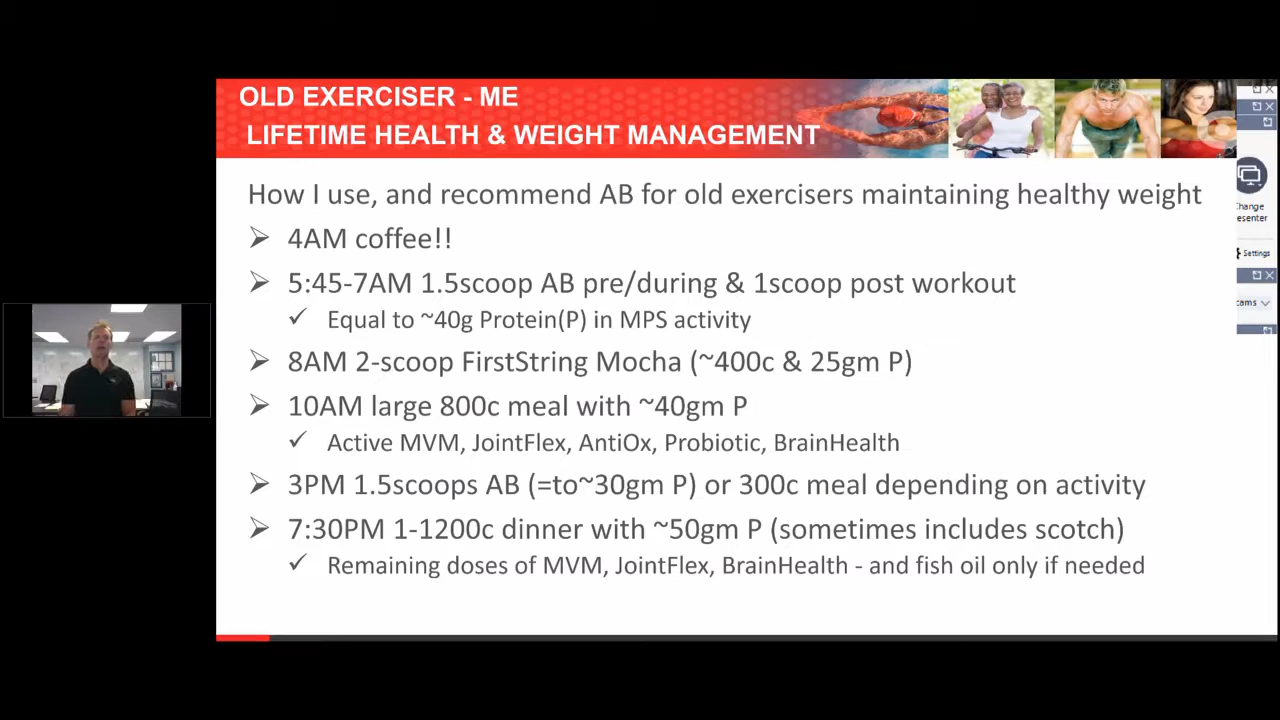 OLD EXERCISER - ME
LIFETIME HEALTH & WEIGHT MANAGEMENT
How I use, and recommend AB for old exercisers maintaining healthy weight
4AM coffee!!
5:45-7AM 1.5scoop AB pre/during & 1scoop post workout
Equal to ~40g Protein(P) in MPS activity
8AM 2-scoop FirstString Mocha (~400c & 25gm P)
10AM large 800c meal with ~40gm P
Active MVM, JointFlex, AntiOx, Probiotic, BrainHealth
3PM 1.5scoops AB (=to~30gm P) or 300c meal depending on activity
7:30PM 1-1200c dinner with ~50gm P (sometimes includes scotch)
Remaining doses of MVM, JointFlex, BrainHealth - and fish oil only if needed
Change
esenter
Settings
cams